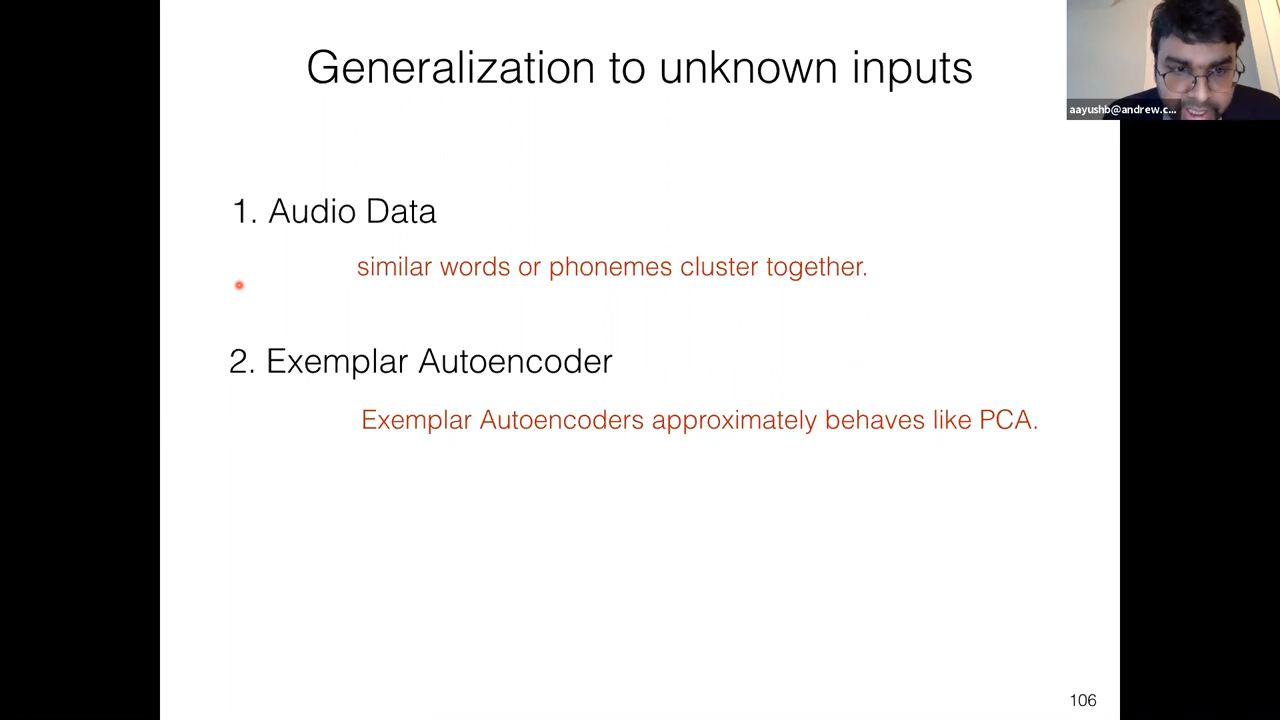 Generalization to unknown inputs
aayushb@andrew.c...
1. Audio Data
similar words or phonemes cluster together.
2. Exemplar Autoencoder
Exemplar Autoencoders approximately behaves like PCA.
106